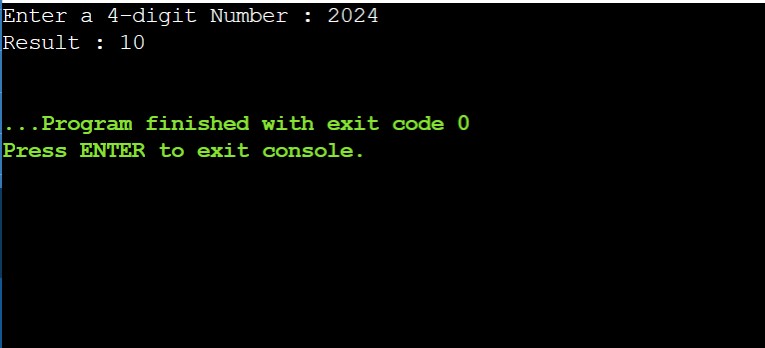 Enter a 4-digit Number : 2024
Result : 10
...Program finished with exit code 0
Press ENTER to exit console.